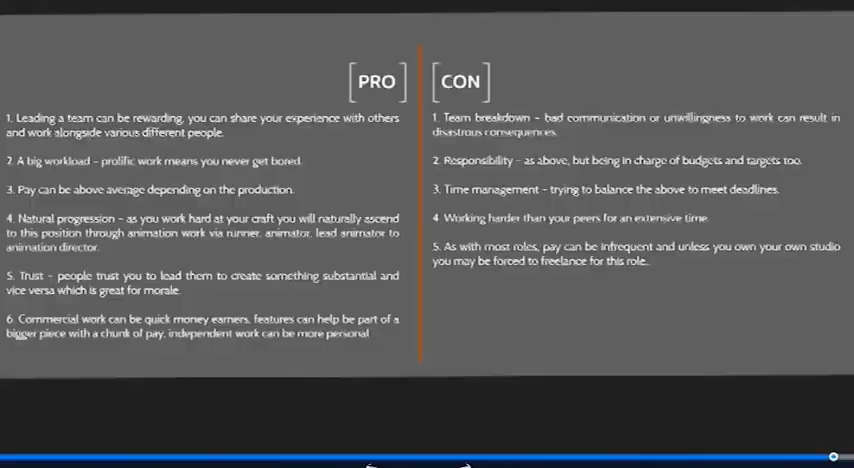 [PRO]
1. Leading a team can be rewarding, you can share your experience with others
and work alongside various different people.
2. A big workload - prolific work means you never get bored.
3. Pay can be above average depending on the production.
4. Natural progression - as you work hard at your craft you will naturally ascend
to this position through animation work via runner, animator, lead animator to
animation director.
5. Trust - people trust you to lead them to create something substantial and
vice versa which is great for morale.
6. Commercial work can be quick money earners, features can help be part of a
bigger piece with a chunk of pay, independent work can be more personal
[CON]
1. Team breakdown - bad communication or unwillingness to work can result in
disastrous consequences.
2. Responsibility - as above, but being in charge of budgets and targets too.
3. Time management - trying to balance the above to meet deadlines.
4. Working harder than your peers for an extensive time.
5. As with most roles, pay can be infrequent and unless you own your own studio
you may be forced to freelance for this role.